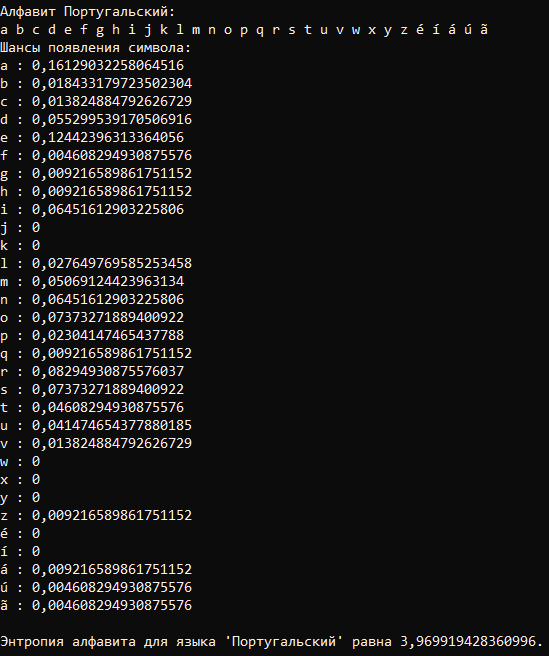 Алфавит Португальский:
a b c d e f g h i j k l m n o p q r s t u v w x y z é í á ú ã
Шансы появления символа:
a : 0,16129032258064516
b : 0,018433179723502304
c : 0,013824884792626729
d : 0,055299539170506916
e : 0,12442396313364056
f : 0,004608294930875576
g : 0,009216589861751152
h : 0,009216589861751152
i : 0,06451612903225806
j : 0
k : 0
l : 0,027649769585253458
m : 0,05069124423963134
n : 0,06451612903225806
o : 0,07373271889400922
p : 0,02304147465437788
q : 0,009216589861751152
r : 0,08294930875576037
s : 0,07373271889400922
t : 0,04608294930875576
u : 0,041474654377880185
v : 0,013824884792626729
w : 0
x : 0
y : 0
z : 0,009216589861751152
é : 0
í : 0
á : 0,009216589861751152
ú : 0,004608294930875576
ã : 0,004608294930875576
Энтропия алфавита для языка 'Португальский' равна 3,969919428360996.